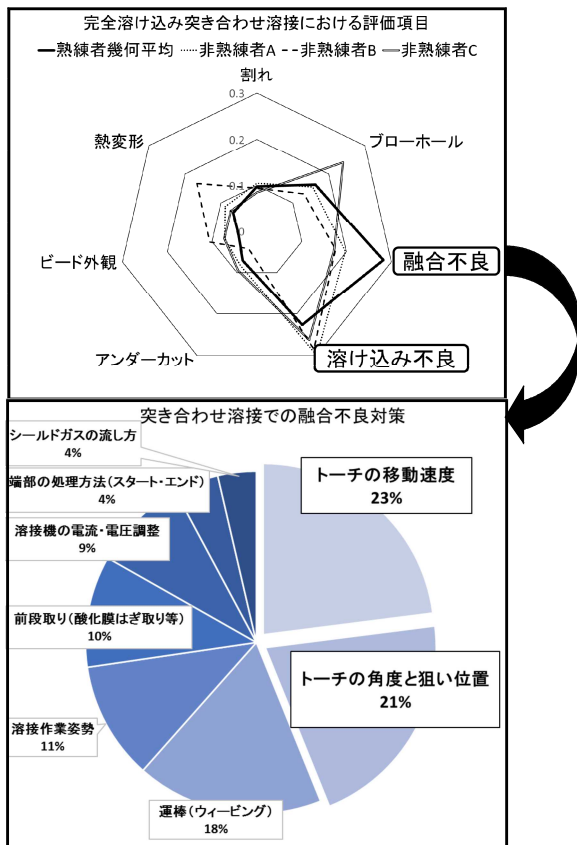 完全溶け込み突き合わせ溶接における評価項目
熟練者幾何平均 非熟練者A 非熟練者B 非熟練者C
割れ
0.3
熱変形
ブローホール
0.2
0.1
0
ビード外観
融合不良
アンダーカット
溶け込み不良
突き合わせ溶接での融合不良対策
シールドガスの流し方
4%
トーチの移動速度
23%
端部の処理方法(スタート・エンド)
4%
溶接機の電流・電圧調整
9%
前段取り(酸化膜はぎ取り等)
10%
トーチの角度と狙い位置
21%
溶接作業姿勢
11%
運棒(ウィービング)
18%